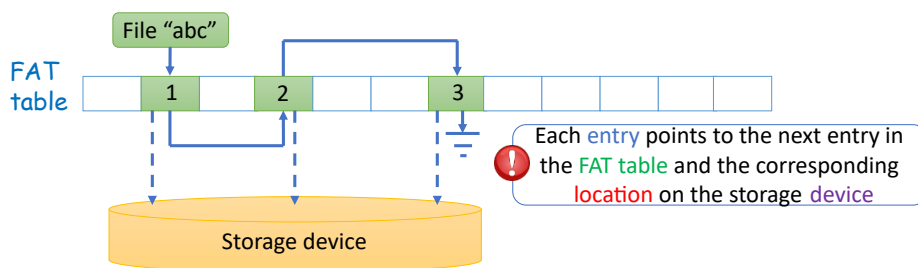 File “abc”
FAT
table
1
2
3
Each entry points to the next entry in
the FAT table and the corresponding
location on the storage device
!
Storage device